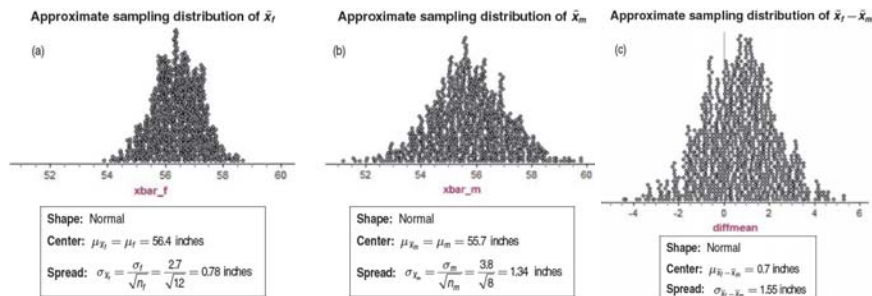 Approximate sampling distribution of x̄f
(a)
52 54 56 58 60
xbar_f
Shape: Normal
Center: μx̄f = μf = 56.4 inches
Spread: σx̄f = σf/√nf = 2.7/√12 = 0.78 inches
Approximate sampling distribution of x̄m
(b)
52 54 56 58 60
xbar_m
Shape: Normal
Center: μx̄m = μm = 55.7 inches
Spread: σx̄m = σm/√nm = 3.8/√8 = 1.34 inches
Approximate sampling distribution of x̄f – x̄m
(c)
-4 -2 0 2 4 6
diffmean
Shape: Normal
Center: μx̄f – x̄m = 0.7 inches
Spread: σx̄f – x̄m = 1.55 inches